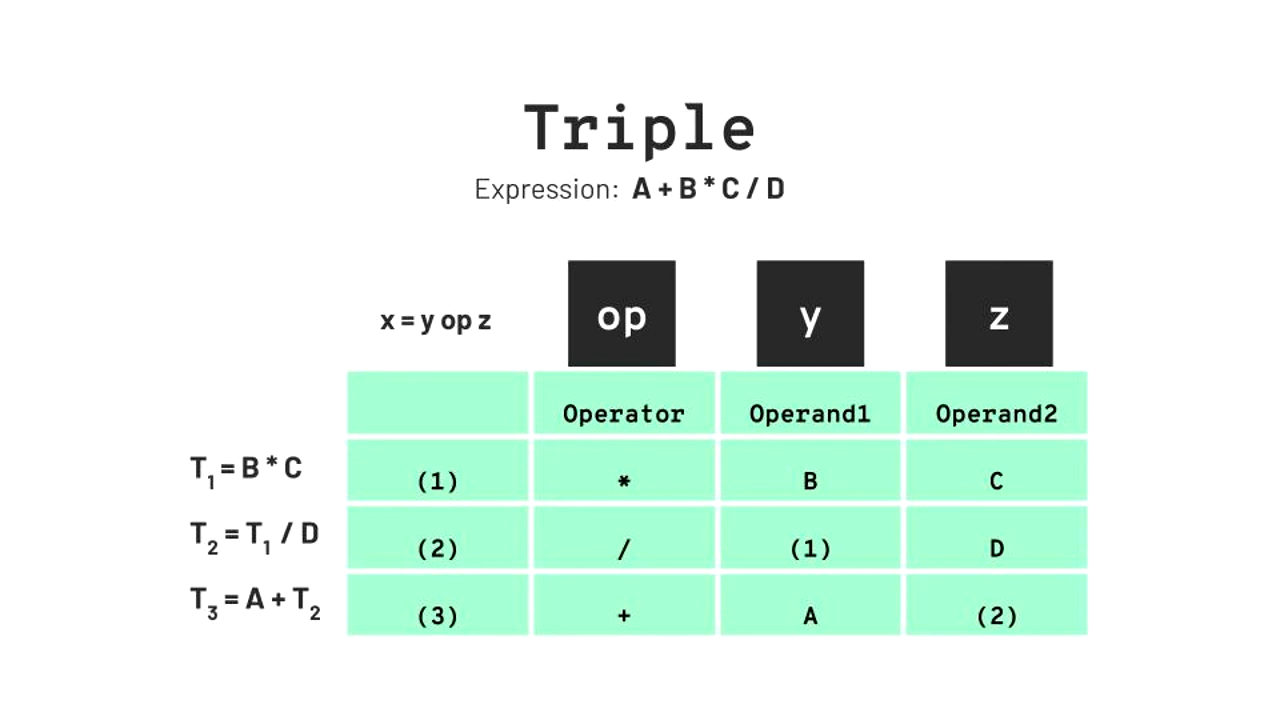 Triple
Expression: A + B * C / D
x = y op z op y z
Operator Operand1 Operand2
T1 = B * C (1) * B C
T2 = T1 / D (2) / (1) D
T3 = A + T2 (3) + A (2)